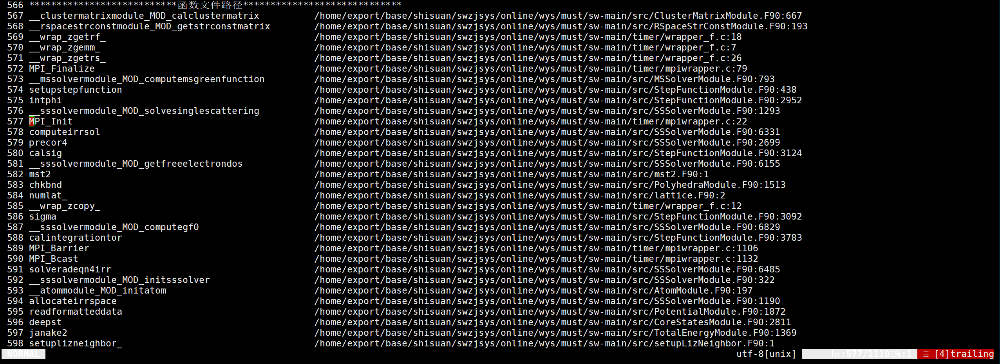 566 ***************************函数文件路径*****************************
567 __clustermatrixmodule_MOD_calclustermatrix /home/export/base/shisuan/swzjsys/online/wys/must/sw-main/src/ClusterMatrixModule.F90:667
568 __rspacestrconstmodule_MOD_getstrconstmatrix /home/export/base/shisuan/swzjsys/online/wys/must/sw-main/src/RSpaceStrConstModule.F90:193
569 __wrap_zgetrf_ /home/export/base/shisuan/swzjsys/online/wys/must/sw-main/timer/wrapper_f.c:18
570 __wrap_zgemm_ /home/export/base/shisuan/swzjsys/online/wys/must/sw-main/timer/wrapper_f.c:7
571 __wrap_zgetrs_ /home/export/base/shisuan/swzjsys/online/wys/must/sw-main/timer/wrapper_f.c:26
572 MPI_Finalize /home/export/base/shisuan/swzjsys/online/wys/must/sw-main/timer/mpiwrapper.c:79
573 __mssolvermodule_MOD_computemsgreenfunction /home/export/base/shisuan/swzjsys/online/wys/must/sw-main/src/MSSolverModule.F90:793
574 setupstepfunction /home/export/base/shisuan/swzjsys/online/wys/must/sw-main/src/StepFunctionModule.F90:438
575 intphi /home/export/base/shisuan/swzjsys/online/wys/must/sw-main/src/StepFunctionModule.F90:2952
576 __sssolvermodule_MOD_solvesinglescattering /home/export/base/shisuan/swzjsys/online/wys/must/sw-main/src/SSSolverModule.F90:1293
577 MPI_Init /home/export/base/shisuan/swzjsys/online/wys/must/sw-main/timer/mpiwrapper.c:22
578 computeirrsol /home/export/base/shisuan/swzjsys/online/wys/must/sw-main/src/SSSolverModule.F90:6331
579 precor4 /home/export/base/shisuan/swzjsys/online/wys/must/sw-main/src/SSSolverModule.F90:2699
580 calsig /home/export/base/shisuan/swzjsys/online/wys/must/sw-main/src/StepFunctionModule.F90:3124
581 __sssolvermodule_MOD_getfreeelectrondos /home/export/base/shisuan/swzjsys/online/wys/must/sw-main/src/SSSolverModule.F90:6155
582 mst2 /home/export/base/shisuan/swzjsys/online/wys/must/sw-main/src/mst2.F90:1
583 chkbnd /home/export/base/shisuan/swzjsys/online/wys/must/sw-main/src/PolyhedraModule.F90:1513
584 numlat_ /home/export/base/shisuan/swzjsys/online/wys/must/sw-main/src/lattice.F90:2
585 __wrap_zcopy_ /home/export/base/shisuan/swzjsys/online/wys/must/sw-main/timer/wrapper_f.c:12
586 sigma /home/export/base/shisuan/swzjsys/online/wys/must/sw-main/src/StepFunctionModule.F90:3092
587 __sssolvermodule_MOD_computegf0 /home/export/base/shisuan/swzjsys/online/wys/must/sw-main/src/SSSolverModule.F90:6829
588 calintegrationtor /home/export/base/shisuan/swzjsys/online/wys/must/sw-main/src/StepFunctionModule.F90:3783
589 MPI_Barrier /home/export/base/shisuan/swzjsys/online/wys/must/sw-main/timer/mpiwrapper.c:1106
590 MPI_Bcast /home/export/base/shisuan/swzjsys/online/wys/must/sw-main/timer/mpiwrapper.c:1132
591 solveradeqn4irr /home/export/base/shisuan/swzjsys/online/wys/must/sw-main/src/SSSolverModule.F90:6485
592 __sssolvermodule_MOD_initsssolver /home/export/base/shisuan/swzjsys/online/wys/must/sw-main/src/SSSolverModule.F90:322
593 __atommodule_MOD_initatom /home/export/base/shisuan/swzjsys/online/wys/must/sw-main/src/AtomModule.F90:197
594 allocateirrspace /home/export/base/shisuan/swzjsys/online/wys/must/sw-main/src/SSSolverModule.F90:1190
595 readformatteddata /home/export/base/shisuan/swzjsys/online/wys/must/sw-main/src/PotentialModule.F90:1872
596 deepst /home/export/base/shisuan/swzjsys/online/wys/must/sw-main/src/CoreStatesModule.F90:2811
597 janake2 /home/export/base/shisuan/swzjsys/online/wys/must/sw-main/src/TotalEnergyModule.F90:1369
598 setuplizneighbor_ /home/export/base/shisuan/swzjsys/online/wys/must/sw-main/src/setupLizNeighbor.F90:1
NORMAL utf-8[unix] ln:577/1110≡%:1 Ξ [4]trailing